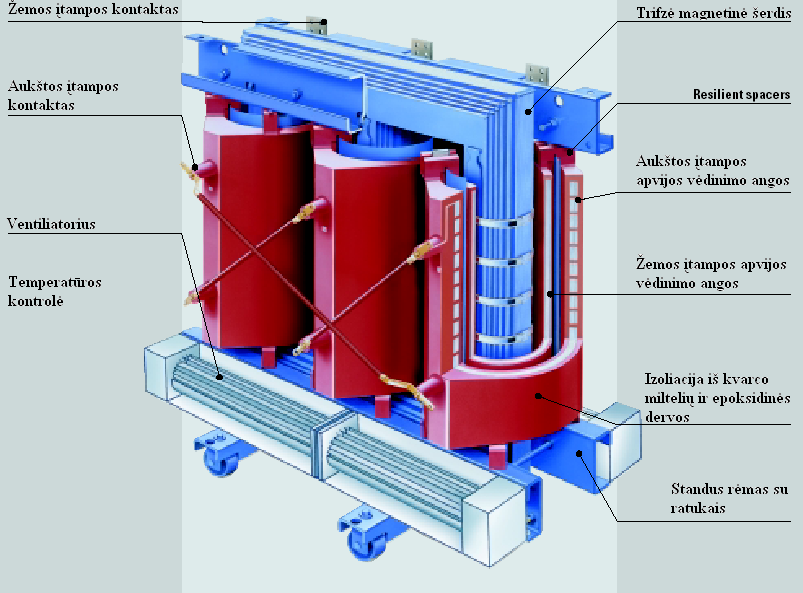 Žemos įtampos kontaktas
Aukštos įtampos
kontaktas
Ventiliatorius
Temperatūros
kontrolė
Trifzė magnetinė šerdis
Resilient spacers
Aukštos įtampos
apvijos vėdinimo angos
Žemos įtampos apvijos
vėdinimo angos
Izoliacija iš kvarco
miltelių ir epoksidinės
dervos
Standus rėmas su
ratukais